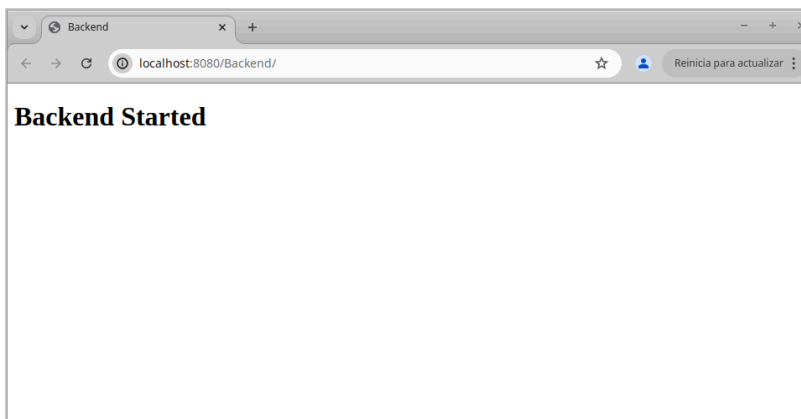 Backend
localhost:8080/Backend/
Reinicia para actualizar
Backend Started